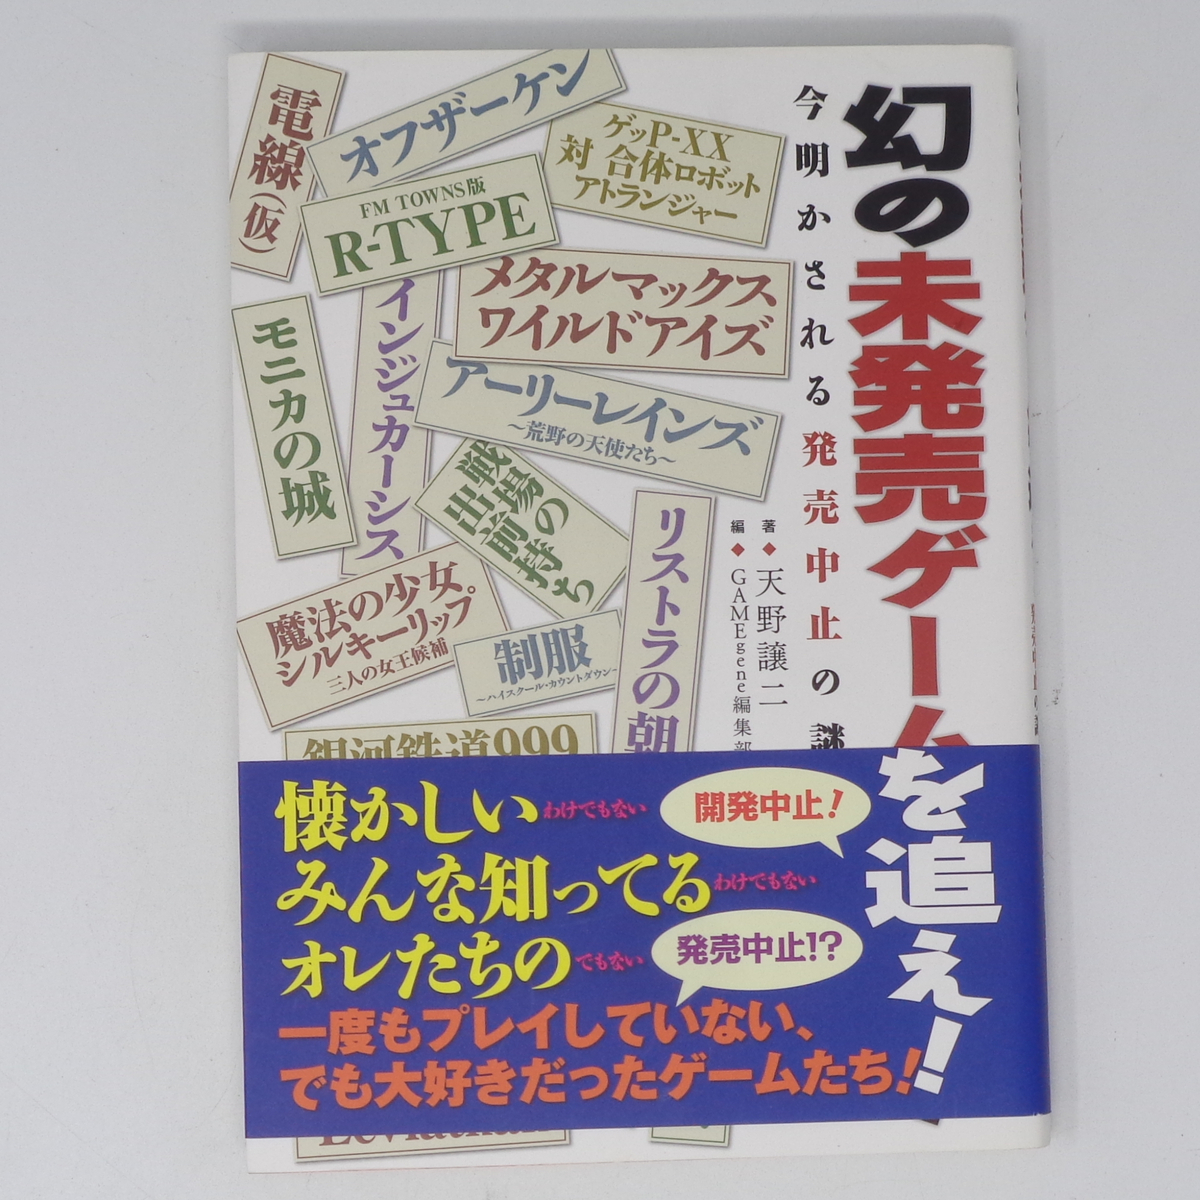 幻の未発売ゲームを追え!
今明かされる発売中止の謎
著◆天野譲二
編◆GAMEgene編集部
電線(仮)
オフザーケン
ゲッP-XX
対 合体ロボット
アトランジャー
FM TOWNS版
R-TYPE
メタルマックス
ワイルドアイズ
インジュカーシス
モニカの城
アーリーレインズ
~荒野の天使たち~
戦場の
出前持ち
リストラの朝
魔法の少女
シルキーリップ
三人の女王候補
制服
~ハイスクール・カウントダウン~
銀河鉄道999
懐かしいわけでもない
開発中止!
みんな知ってるわけでもない
オレたちのでもない
発売中止!?
一度もプレイしていない、
でも大好きだったゲームたち!